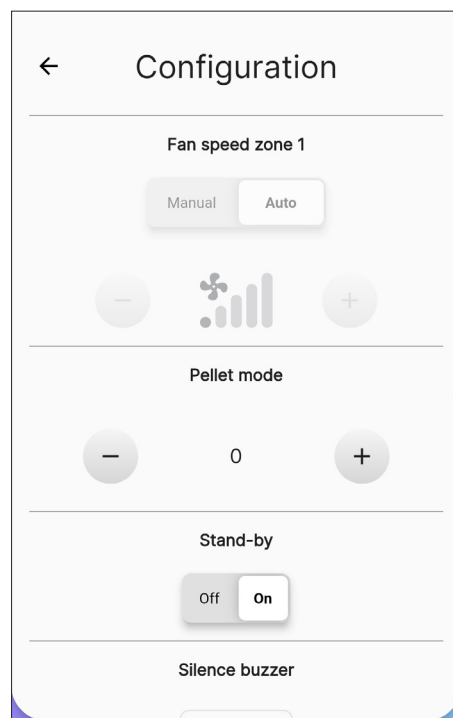 Configuration
Fan speed zone 1
Manual Auto
Pellet mode
− 0 +
Stand-by
Off On
Silence buzzer